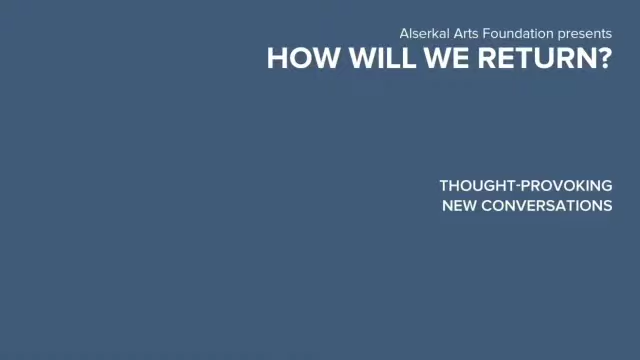 Alserkal Arts Foundation presents
HOW WILL WE RETURN?
THOUGHT-PROVOKING
NEW CONVERSATIONS